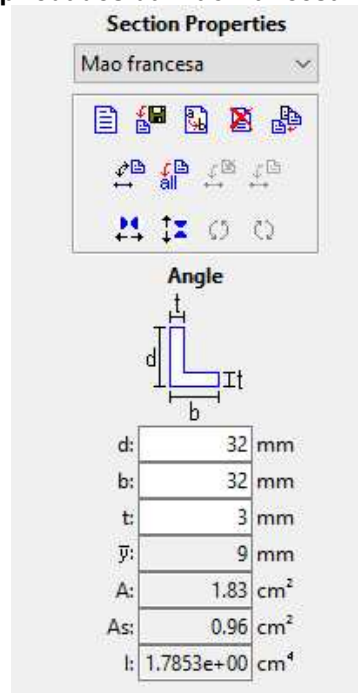 Section Properties
Mao francesa
a b
all
Angle
t
d
t
b
d: 32 mm
b: 32 mm
t: 3 mm
y̅: 9 mm
A: 1.83 cm²
As: 0.96 cm²
I: 1.7853e+00 cm⁴